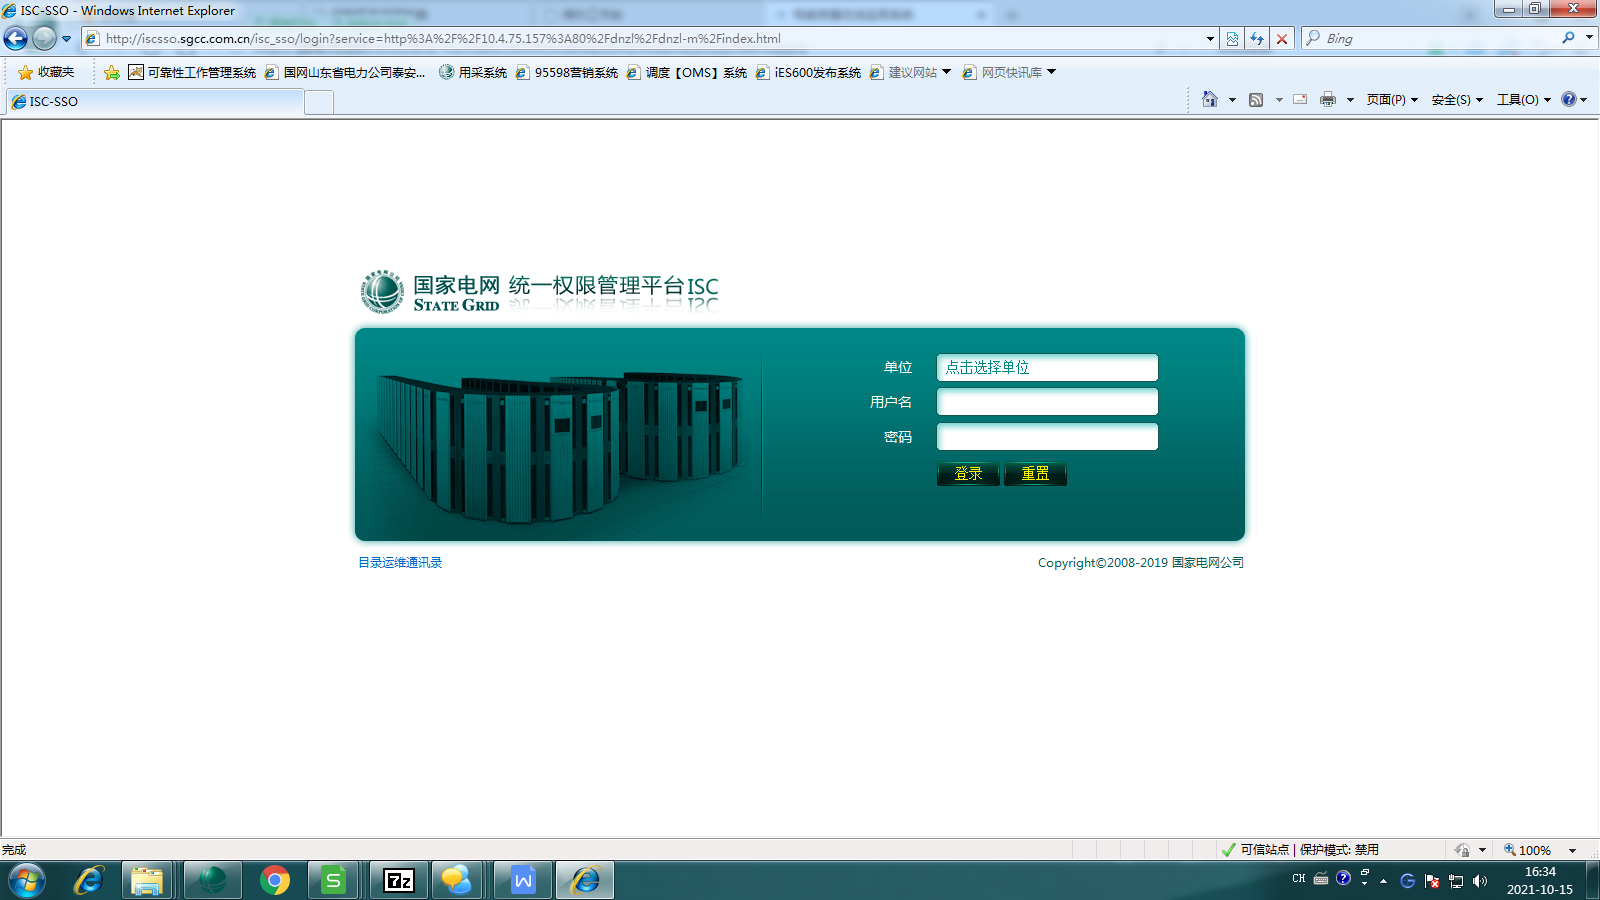 ISC-SSO - Windows Internet Explorer
http://iscsso.sgcc.com.cn/isc_sso/login?service=http%3A%2F%2F10.4.75.157%3A80%2Fdnzl%2Fdnzl-m%2Findex.html
Bing
收藏夹
可靠性工作管理系统
国网山东省电力公司泰安...
用采系统
95598营销系统
调度【OMS】系统
iES600发布系统
建议网站
网页快讯库
ISC-SSO
页面(P)
安全(S)
工具(O)
国家电网 统一权限管理平台ISC
STATE GRID
单位 点击选择单位
用户名
密码
登录 重置
目录运维通讯录
Copyright©2008-2019 国家电网公司
完成
可信站点 | 保护模式: 禁用
100%
CH
16:34
2021-10-15